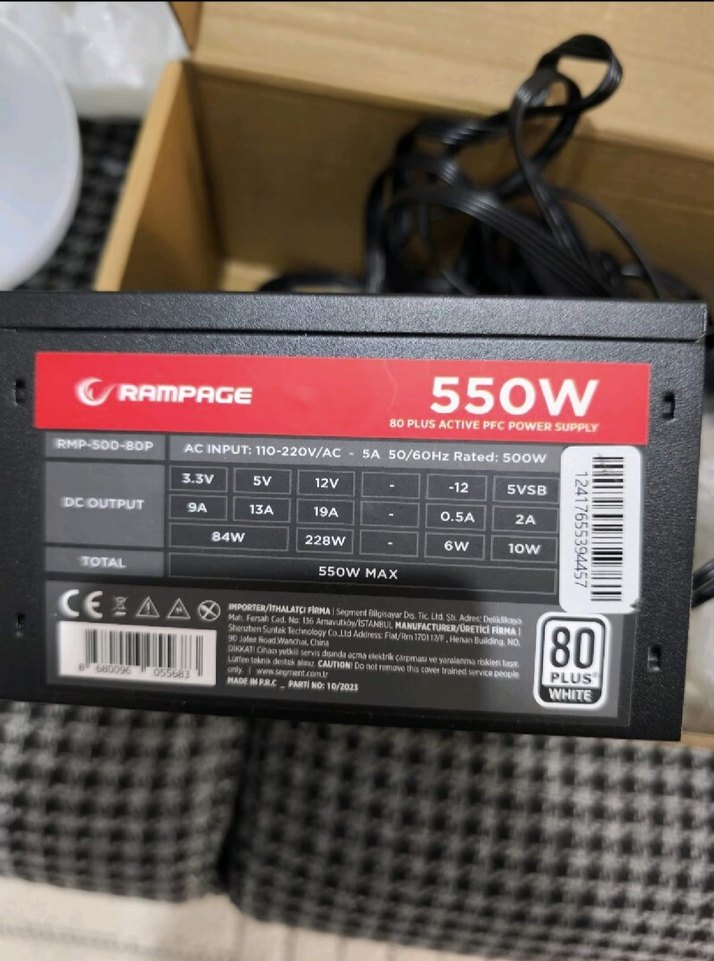 RAMPAGE
550W
80 PLUS ACTIVE PFC POWER SUPPLY
RMP-500-80P
AC INPUT: 110-220V/AC - 5A 50/60Hz Rated: 500W
DC OUTPUT
3.3V 5V 12V - -12 5VSB
9A 13A 19A - 0.5A 2A
84W 228W - 6W 10W
TOTAL
550W MAX
12417655394457
CE
IMPORTER/İTHALATÇI FİRMA | Segment Bilgisayar Dış. Tic. Ltd. Şti. Adres: Deliklikaya
Mah. Fersah Cad. No: 136 Arnavutköy/İSTANBUL MANUFACTURER/ÜRETİCİ FİRMA |
Shenzhen Suntek Technology Co.,Ltd Address: Flat/Rm 1701 17/F, Henan Building, NO.
90 Jafee Road,Wanchai, China
DİKKAT! Cihazı yetkili servis dışında açma elektrik çarpması ve yaralanma riskleri taşır.
Lütfen teknik destek alınız. CAUTION! Do not remove this cover trained service people
only. | www.segment.com.tr
MADE IN P.R.C _ PARTİ NO: 10/2023
8 680096 055683
80
PLUS®
WHITE